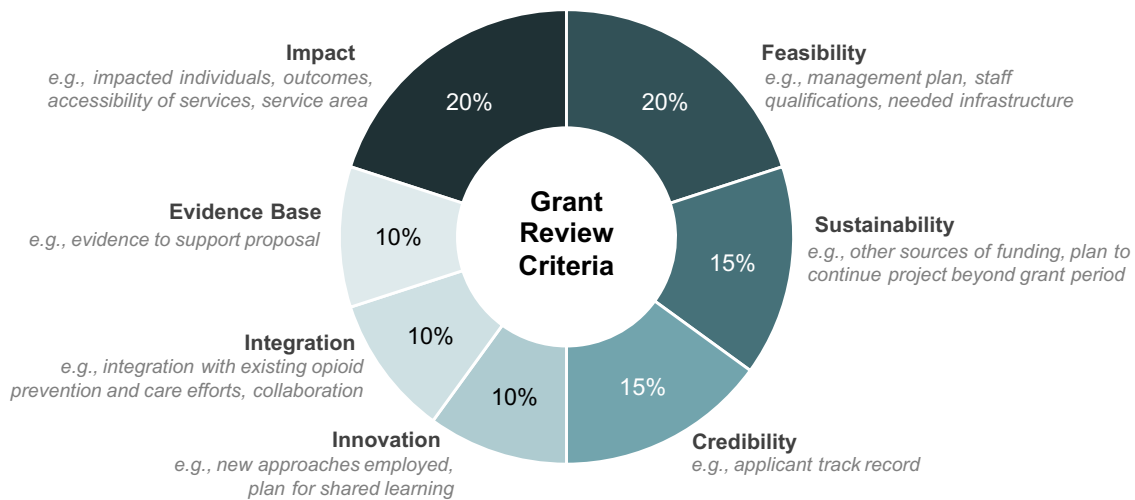 Impact
e.g., impacted individuals, outcomes,
accessibility of services, service area
20%
Feasibility
e.g., management plan, staff
qualifications, needed infrastructure
20%
Evidence Base
e.g., evidence to support proposal
10%
Grant
Review
Criteria
Sustainability
e.g., other sources of funding, plan to
continue project beyond grant period
15%
Integration
e.g., integration with existing opioid
prevention and care efforts, collaboration
10%
Innovation
e.g., new approaches employed,
plan for shared learning
10%
Credibility
e.g., applicant track record
15%